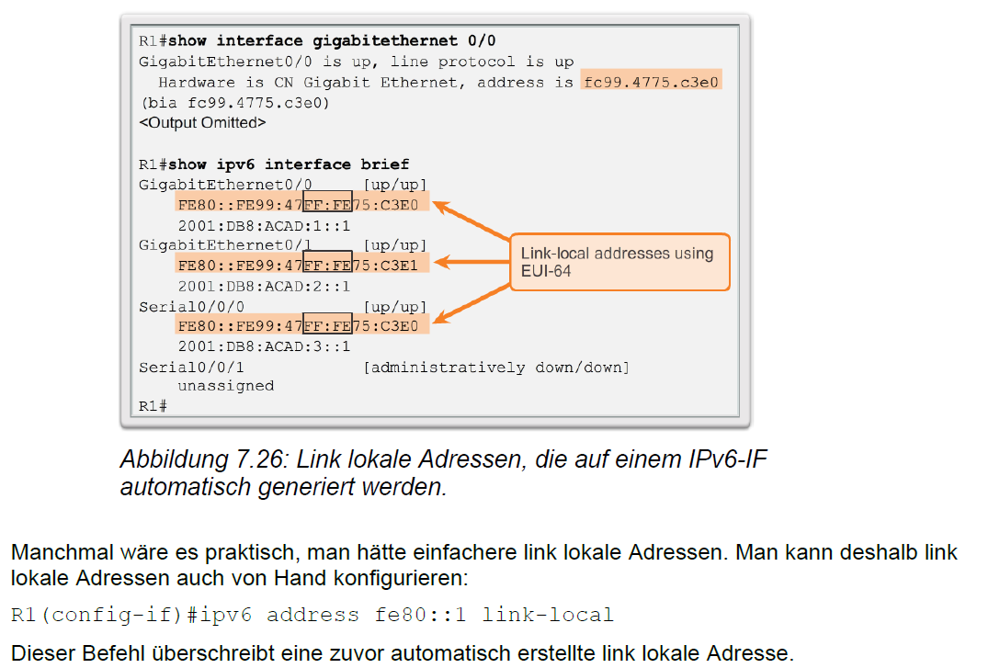 R1#show interface gigabitethernet 0/0
GigabitEthernet0/0 is up, line protocol is up
Hardware is CN Gigabit Ethernet, address is fc99.4775.c3e0
(bia fc99.4775.c3e0)
<Output Omitted>
R1#show ipv6 interface brief
GigabitEthernet0/0 [up/up]
FE80::FE99:47FF:FE75:C3E0
2001:DB8:ACAD:1::1
GigabitEthernet0/1 [up/up]
FE80::FE99:47FF:FE75:C3E1
2001:DB8:ACAD:2::1
Serial0/0/0 [up/up]
FE80::FE99:47FF:FE75:C3E0
2001:DB8:ACAD:3::1
Serial0/0/1 [administratively down/down]
unassigned
R1#
Link-local addresses using
EUI-64
Abbildung 7.26: Link lokale Adressen, die auf einem IPv6-IF
automatisch generiert werden.
Manchmal wäre es praktisch, man hätte einfachere link lokale Adressen. Man kann deshalb link
lokale Adressen auch von Hand konfigurieren:
R1(config-if)#ipv6 address fe80::1 link-local
Dieser Befehl überschreibt eine zuvor automatisch erstellte link lokale Adresse.